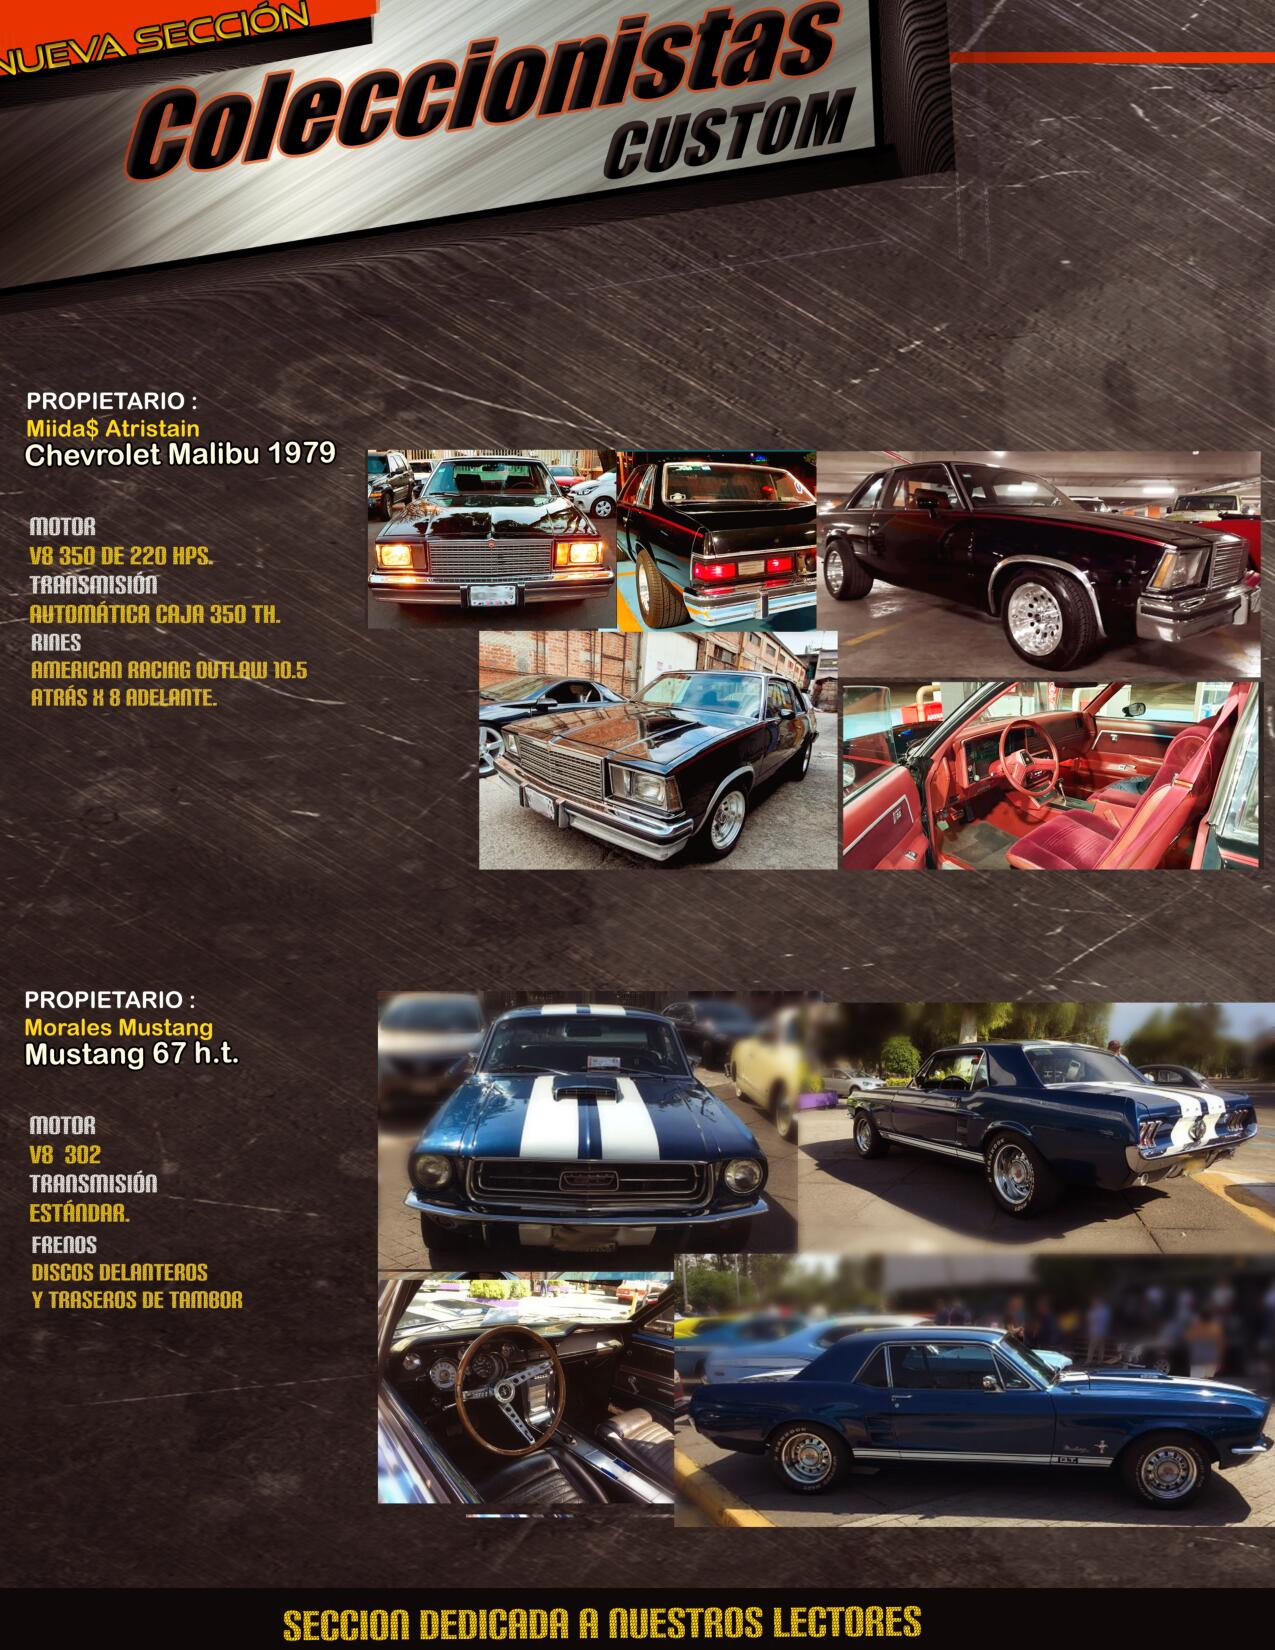 NUEVA SECCIÓN
Coleccionistas
CUSTOM
PROPIETARIO :
Miida$ Atristain
Chevrolet Malibu 1979
MOTOR
V8 350 DE 220 HPS.
TRANSMISIÓN
AUTOMÁTICA CAJA 350 TH.
RINES
AMERICAN RACING OUTLAW 10.5
ATRÁS X 8 ADELANTE.
PROPIETARIO :
Morales Mustang
Mustang 67 h.t.
MOTOR
V8 302
TRANSMISIÓN
ESTÁNDAR.
FRENOS
DISCOS DELANTEROS
Y TRASEROS DE TAMBOR
SECCION DEDICADA A NUESTROS LECTORES